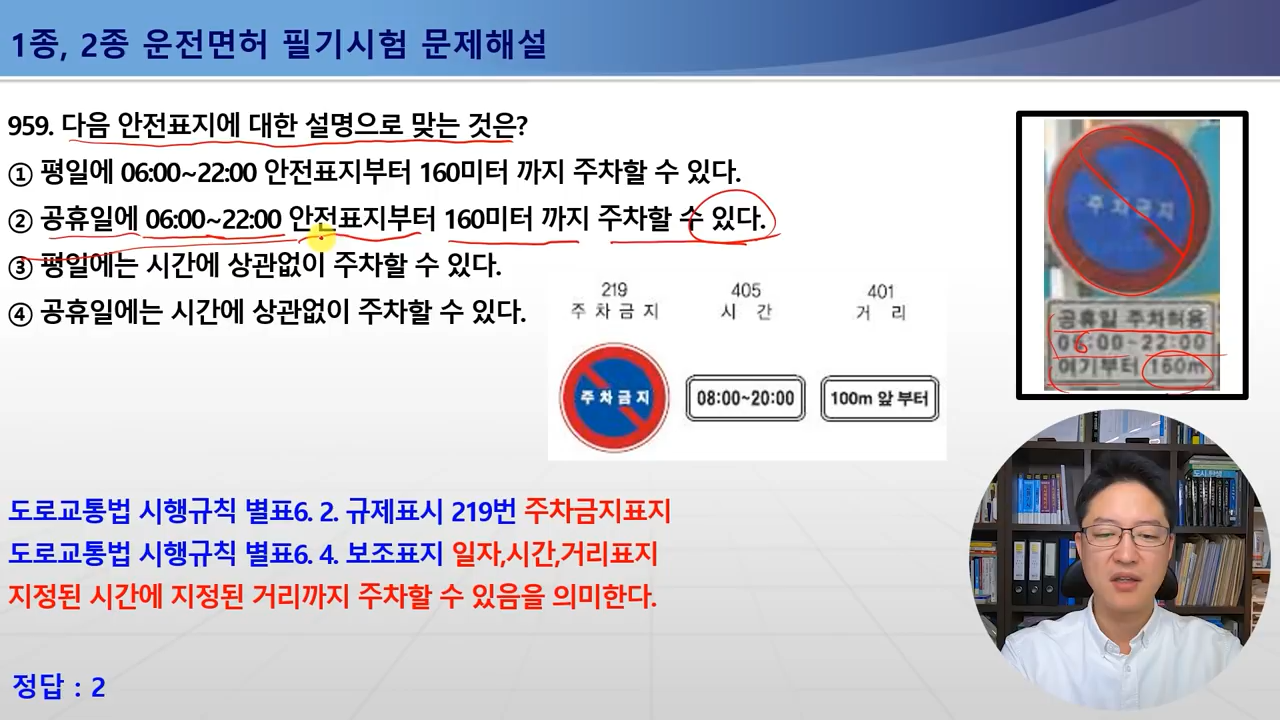 1종, 2종 운전면허 필기시험 문제해설
959. 다음 안전표지에 대한 설명으로 맞는 것은?
① 평일에 06:00~22:00 안전표지부터 160미터 까지 주차할 수 있다.
② 공휴일에 06:00~22:00 안전표지부터 160미터 까지 주차할 수 있다.
③ 평일에는 시간에 상관없이 주차할 수 있다.
④ 공휴일에는 시간에 상관없이 주차할 수 있다.
주차금지
공휴일 주차허용
06:00~22:00
여기부터 160m
219
주 차 금 지
405
시 간
401
거 리
주차금지
08:00~20:00
100m 앞 부터
도로교통법 시행규칙 별표6. 2. 규제표시 219번 주차금지표지
도로교통법 시행규칙 별표6. 4. 보조표지 일자,시간,거리표지
지정된 시간에 지정된 거리까지 주차할 수 있음을 의미한다.
정답 : 2